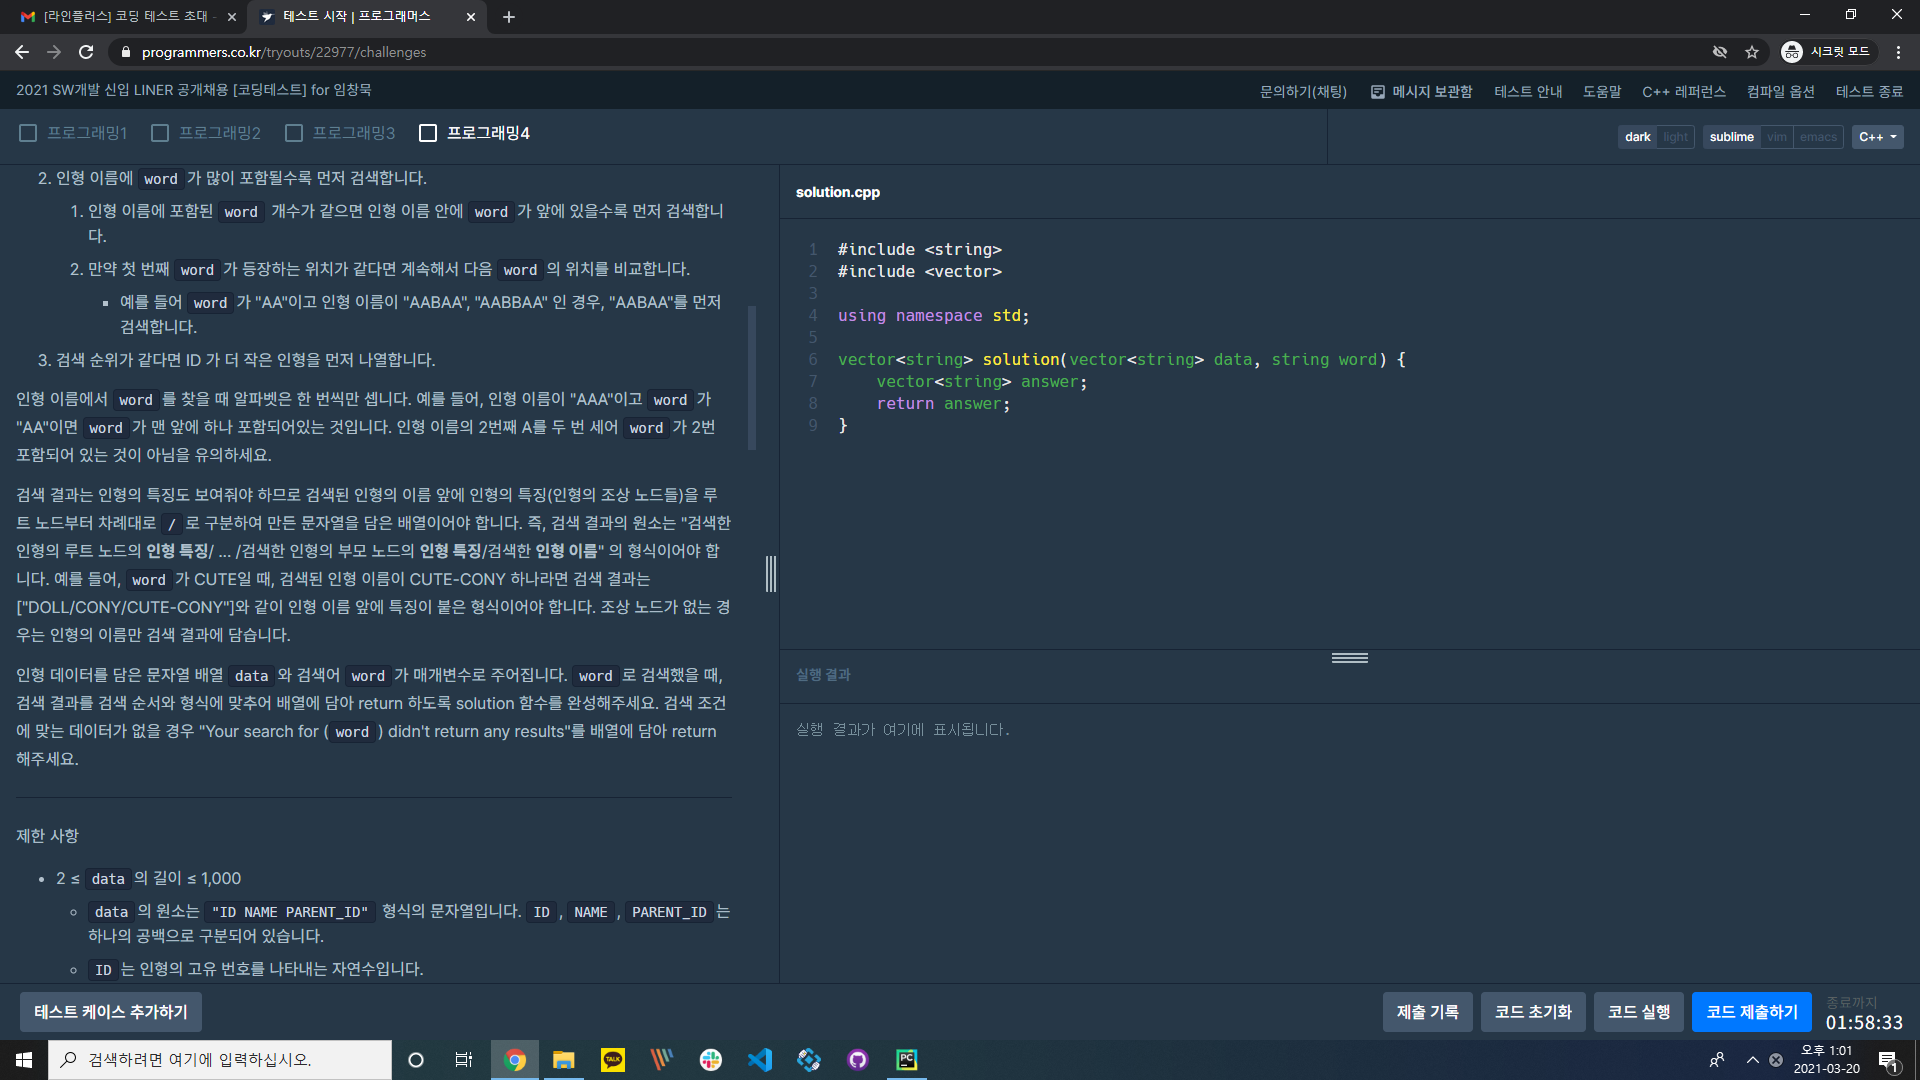 [라인플러스] 코딩 테스트 초대 -
테스트 시작 | 프로그래머스
programmers.co.kr/tryouts/22977/challenges
시크릿 모드
2021 SW개발 신입 LINER 공개채용 [코딩테스트] for 임창묵
문의하기(채팅)
메시지 보관함
테스트 안내
도움말
C++ 레퍼런스
컴파일 옵션
테스트 종료
프로그래밍1
프로그래밍2
프로그래밍3
프로그래밍4
dark light
sublime vim emacs
C++
2. 인형 이름에 word 가 많이 포함될수록 먼저 검색합니다.
1. 인형 이름에 포함된 word 개수가 같으면 인형 이름 안에 word 가 앞에 있을수록 먼저 검색합니
다.
2. 만약 첫 번째 word 가 등장하는 위치가 같다면 계속해서 다음 word 의 위치를 비교합니다.
예를 들어 word 가 "AA"이고 인형 이름이 "AABAA", "AABBAA" 인 경우, "AABAA"를 먼저
검색합니다.
3. 검색 순위가 같다면 ID 가 더 작은 인형을 먼저 나열합니다.
인형 이름에서 word 를 찾을 때 알파벳은 한 번씩만 셉니다. 예를 들어, 인형 이름이 "AAA"이고 word 가
"AA"이면 word 가 맨 앞에 하나 포함되어있는 것입니다. 인형 이름의 2번째 A를 두 번 세어 word 가 2번
포함되어 있는 것이 아님을 유의하세요.
검색 결과는 인형의 특징도 보여줘야 하므로 검색된 인형의 이름 앞에 인형의 특징(인형의 조상 노드들)을 루
트 노드부터 차례대로 / 로 구분하여 만든 문자열을 담은 배열이어야 합니다. 즉, 검색 결과의 원소는 "검색한
인형의 루트 노드의 인형 특징/ ... /검색한 인형의 부모 노드의 인형 특징/검색한 인형 이름" 의 형식이어야 합
니다. 예를 들어, word 가 CUTE일 때, 검색된 인형 이름이 CUTE-CONY 하나라면 검색 결과는
["DOLL/CONY/CUTE-CONY"]와 같이 인형 이름 앞에 특징이 붙은 형식이어야 합니다. 조상 노드가 없는 경
우는 인형의 이름만 검색 결과에 담습니다.
인형 데이터를 담은 문자열 배열 data 와 검색어 word 가 매개변수로 주어집니다. word 로 검색했을 때,
검색 결과를 검색 순서와 형식에 맞추어 배열에 담아 return 하도록 solution 함수를 완성해주세요. 검색 조건
에 맞는 데이터가 없을 경우 "Your search for ( word ) didn't return any results"를 배열에 담아 return
해주세요.
제한 사항
2 ≤ data 의 길이 ≤ 1,000
data 의 원소는 "ID NAME PARENT_ID" 형식의 문자열입니다. ID , NAME , PARENT_ID 는
하나의 공백으로 구분되어 있습니다.
ID 는 인형의 고유 번호를 나타내는 자연수입니다.
solution.cpp
1 #include <string>
2 #include <vector>
3
4 using namespace std;
5
6 vector<string> solution(vector<string> data, string word) {
7     vector<string> answer;
8     return answer;
9 }
실행 결과
실행 결과가 여기에 표시됩니다.
테스트 케이스 추가하기
제출 기록
코드 초기화
코드 실행
코드 제출하기
종료까지
01:58:33
검색하려면 여기에 입력하십시오.
TALK
PC
오후 1:01
2021-03-20
1